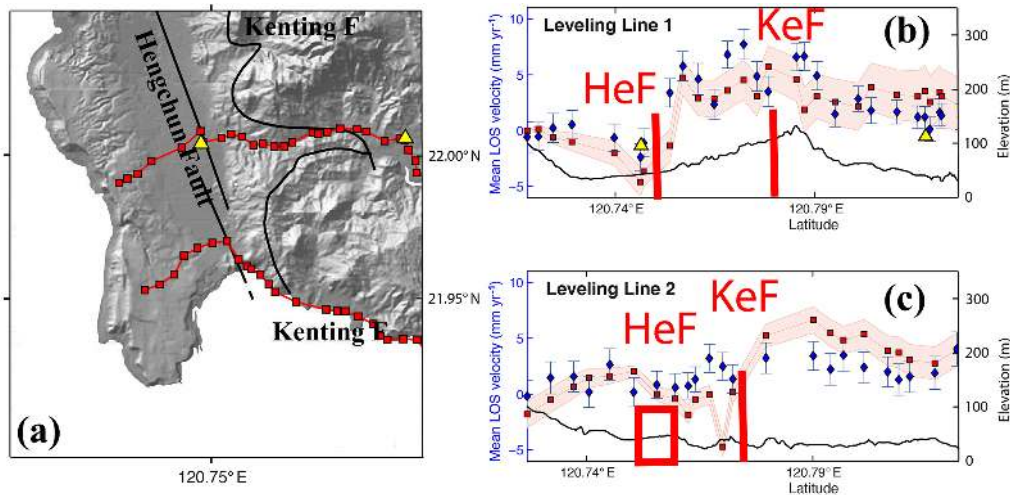 Kenting F
Hengchun Fault
22.00° N
21.95° N
Kenting F
(a)
120.75° E
Leveling Line 1
KeF
(b)
HeF
Mean LOS velocity (mm yr⁻¹)
10
5
0
−5
350
300
200
100
0
Elevation (m)
120.74° E
120.79° E
Latitude
Leveling Line 2
KeF
(c)
HeF
Mean LOS velocity (mm yr⁻¹)
10
5
0
−5
300
200
100
0
Elevation (m)
120.74° E
120.79° E
Latitude